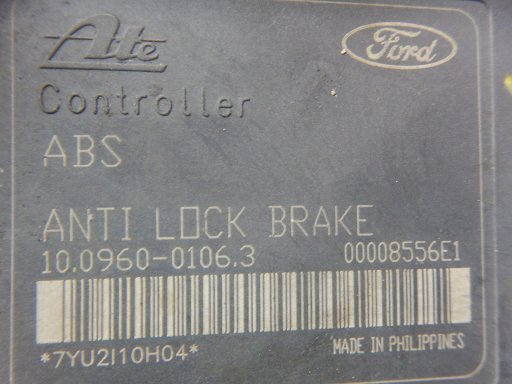 Ate
Ford
Controller
ABS
ANTI LOCK BRAKE
10.0960-0106.3 00008556E1
*7YU2I10H04* MADE IN PHILIPPINES